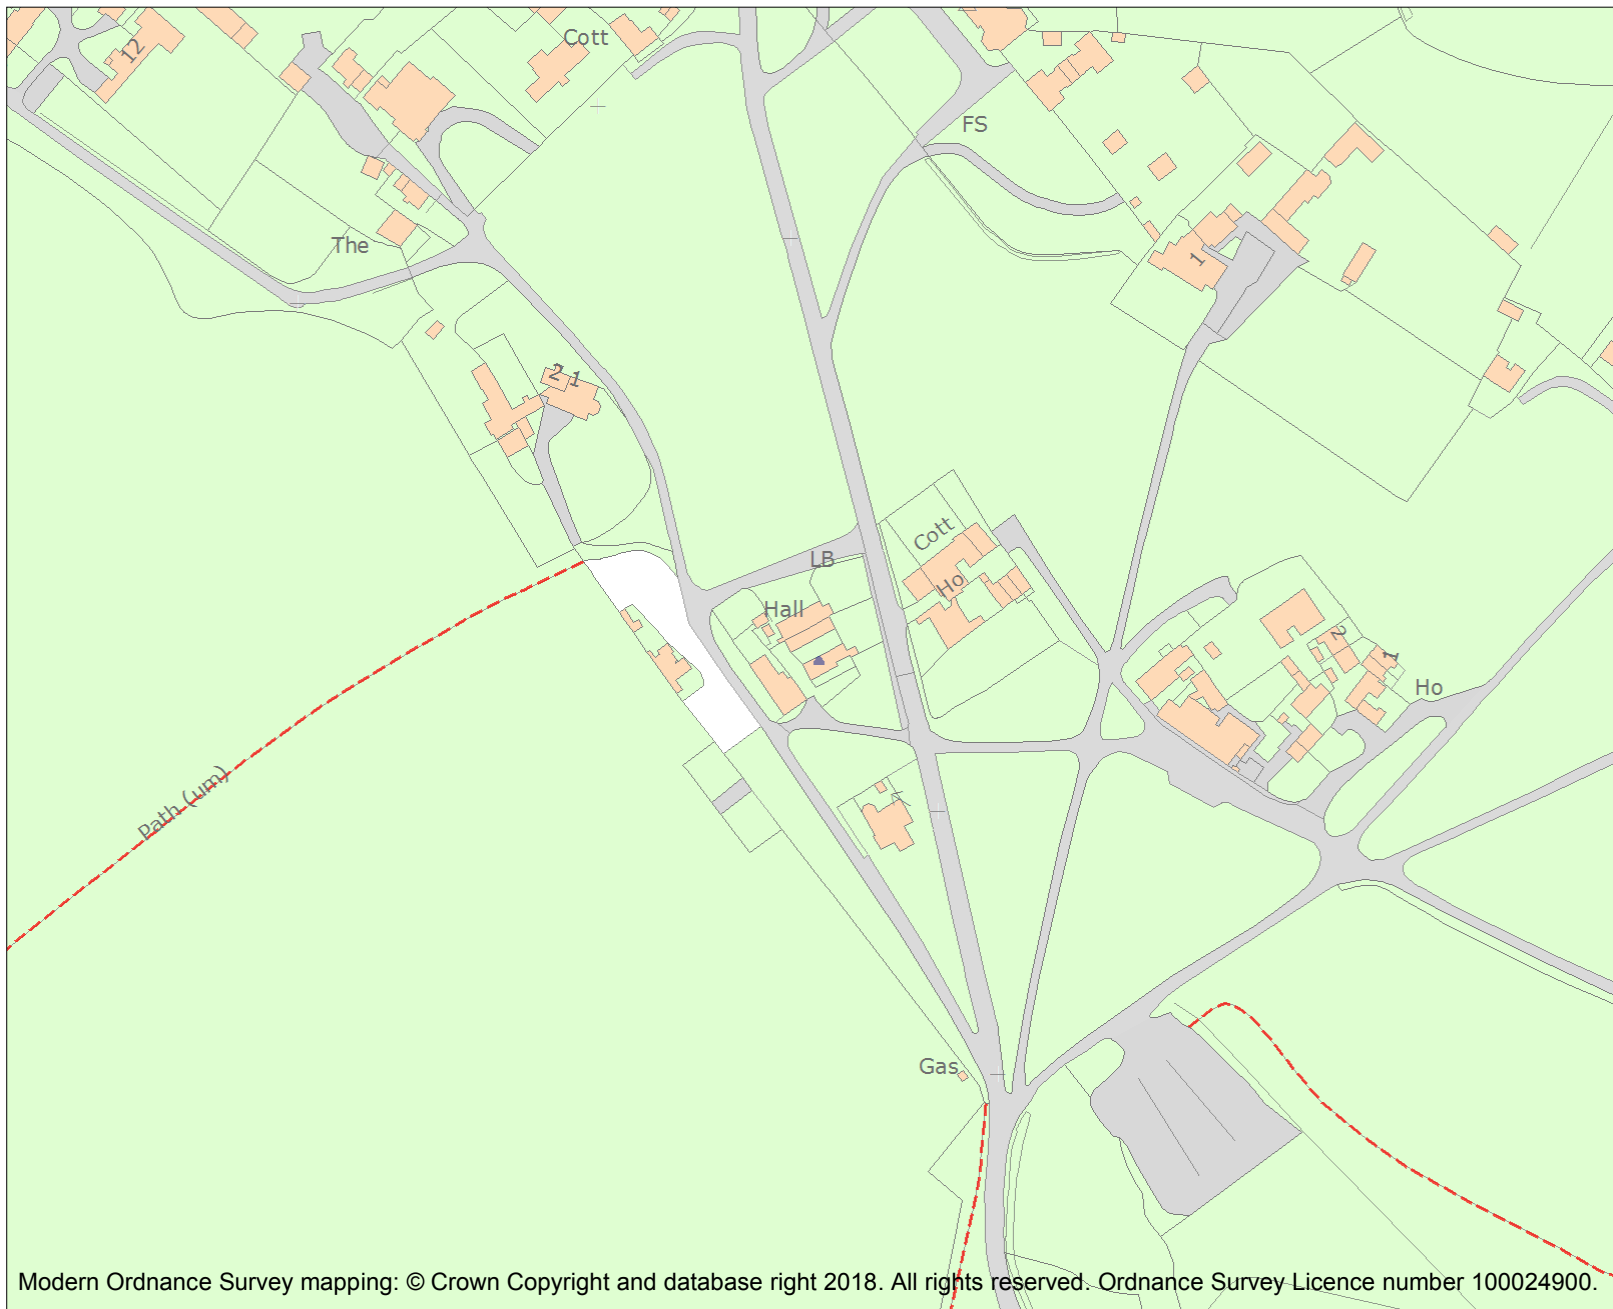 Cott
12
FS
The
1
2 1
Cott
LB
Ho
Hall
2
1
Ho
Path (um)
Gas
Modern Ordnance Survey mapping: © Crown Copyright and database right 2018. All rights reserved. Ordnance Survey Licence number 100024900.